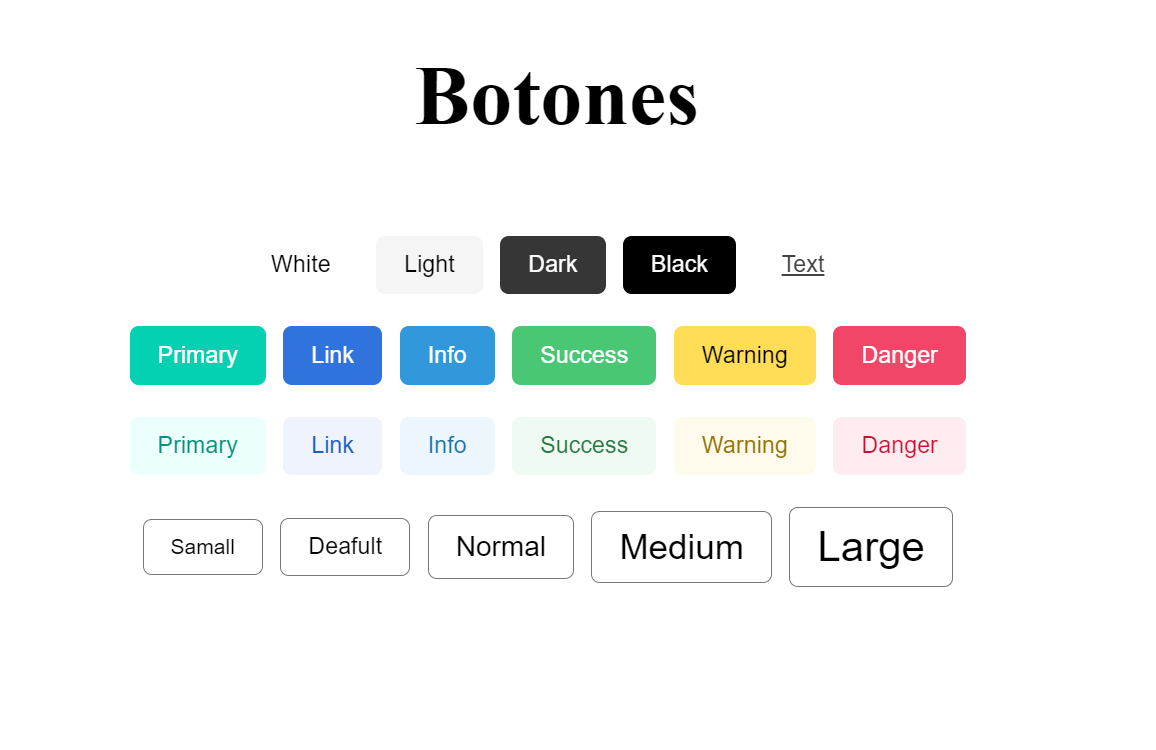 Botones
White Light Dark Black Text
Primary Link Info Success Warning Danger
Primary Link Info Success Warning Danger
Samall Deafult Normal Medium Large